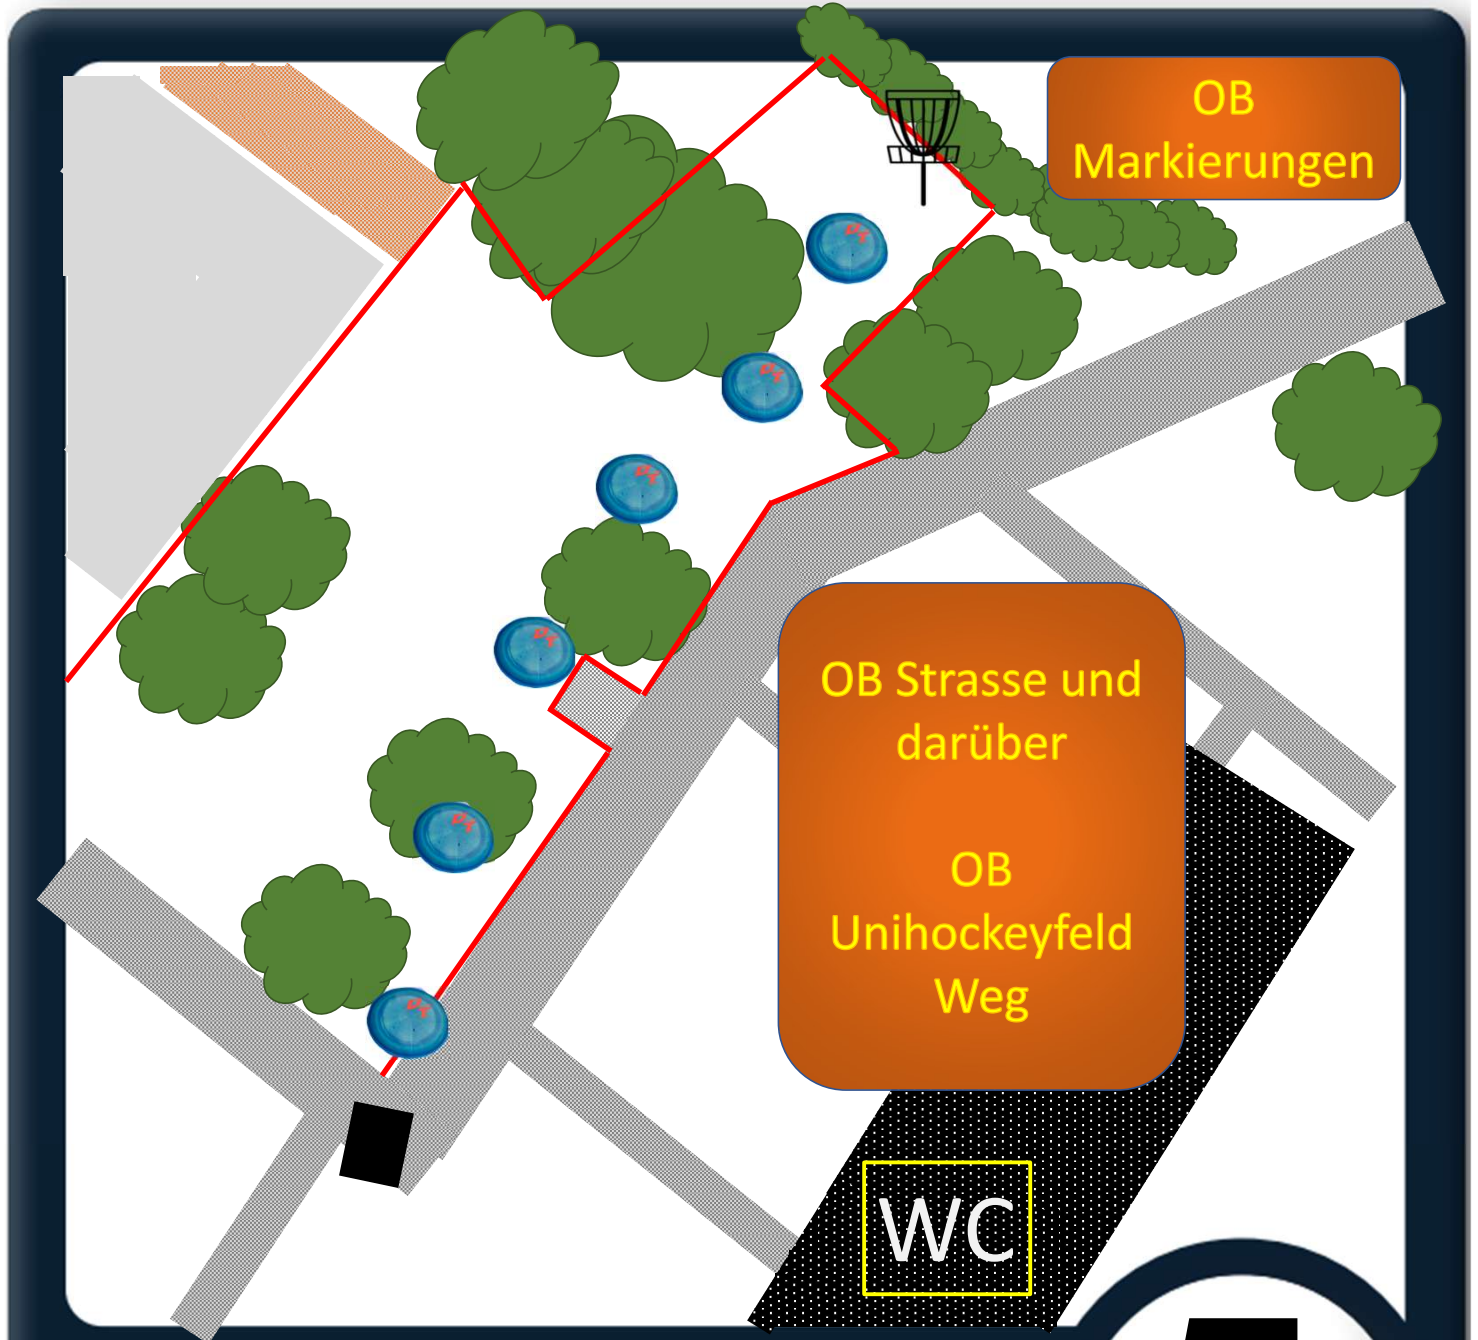 OB
Markierungen
OB Strasse und
darüber
OB
Unihockeyfeld
Weg
WC